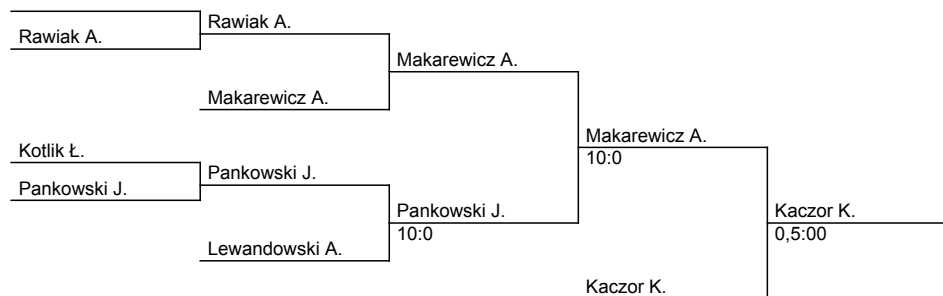 Rawiak A.
Rawiak A.
Makarewicz A.
Makarewicz A.
Kotlik Ł.
Makarewicz A.
10:0
Pankowski J.
Pankowski J.
Pankowski J.
10:0
Kaczor K.
0,5:00
Lewandowski A.
Kaczor K.